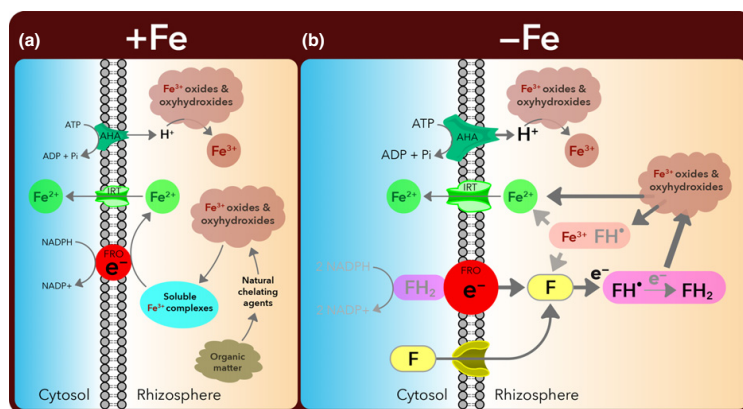 (a)
+Fe
Fe³⁺ oxides &
oxyhydroxides
ATP
AHA
H⁺
ADP + Pi
Fe³⁺
Fe²⁺
IRT
Fe²⁺
Fe³⁺ oxides &
oxyhydroxides
NADPH
FRO
e⁻
NADP+
Soluble
Fe³⁺complexes
Natural
chelating
agents
Organic
matter
Cytosol
Rhizosphere
(b)
–Fe
Fe³⁺ oxides &
oxyhydroxides
ATP
AHA
H⁺
ADP + Pi
Fe³⁺
Fe²⁺
IRT
Fe²⁺
Fe³⁺ oxides &
oxyhydroxides
Fe³⁺ FH•
2 NADPH
FH₂
FRO
e⁻
F
e⁻
FH• e⁻ FH₂
2 NADP+
F
Cytosol
Rhizosphere